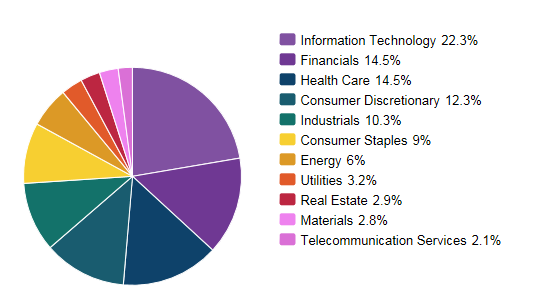 Information Technology 22.3%
Financials 14.5%
Health Care 14.5%
Consumer Discretionary 12.3%
Industrials 10.3%
Consumer Staples 9%
Energy 6%
Utilities 3.2%
Real Estate 2.9%
Materials 2.8%
Telecommunication Services 2.1%